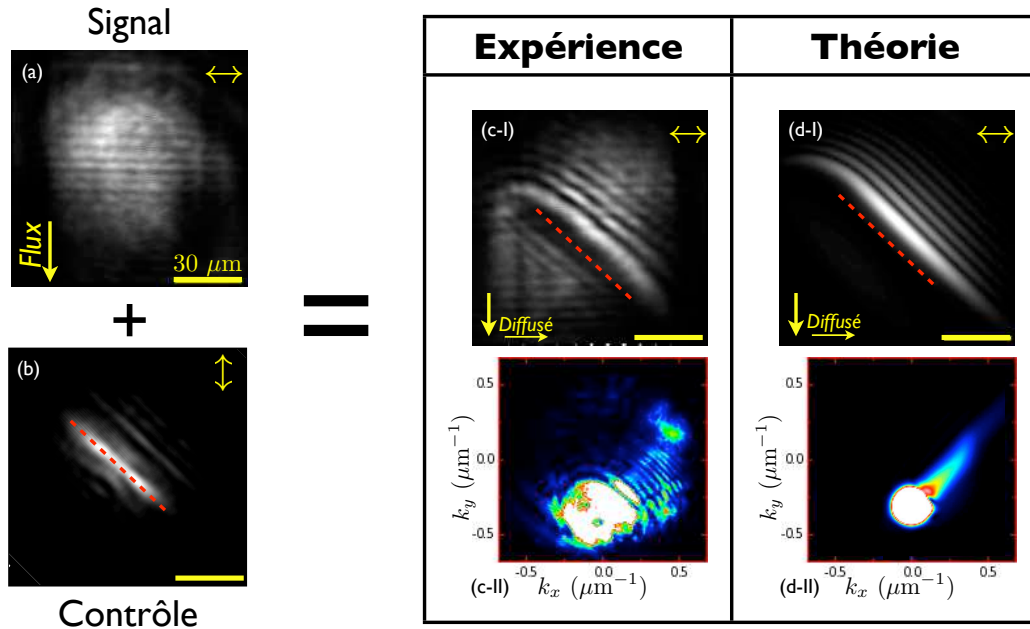 Signal
(a)
Flux
30 μm
+
(b)
Contrôle
=
Expérience
Théorie
(c-I)
Diffusé
(d-I)
Diffusé
0.5
0.0
-0.5
k_y (μm⁻¹)
-0.5 0.0 0.5
(c-II) k_x (μm⁻¹)
0.5
0.0
-0.5
k_y (μm⁻¹)
-0.5 0.0 0.5
(d-II) k_x (μm⁻¹)